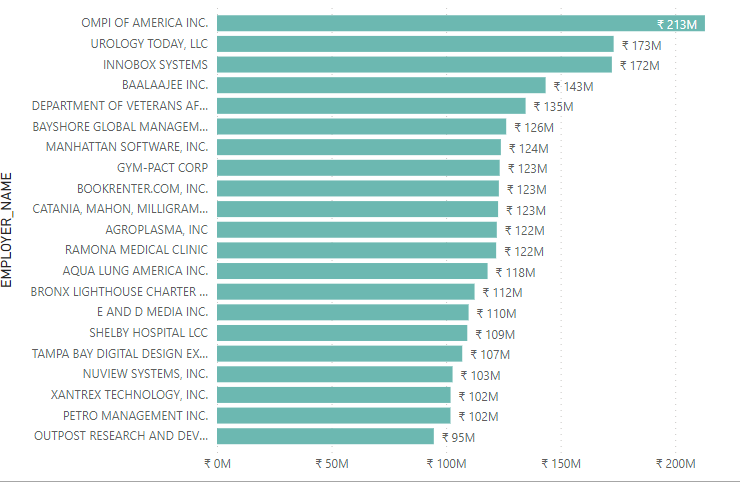 EMPLOYER_NAME
OMPI OF AMERICA INC. ₹ 213M
UROLOGY TODAY, LLC ₹ 173M
INNOBOX SYSTEMS ₹ 172M
BAALAAJEE INC. ₹ 143M
DEPARTMENT OF VETERANS AF... ₹ 135M
BAYSHORE GLOBAL MANAGEM... ₹ 126M
MANHATTAN SOFTWARE, INC. ₹ 124M
GYM-PACT CORP ₹ 123M
BOOKRENTER.COM, INC. ₹ 123M
CATANIA, MAHON, MILLIGRAM... ₹ 123M
AGROPLASMA, INC ₹ 122M
RAMONA MEDICAL CLINIC ₹ 122M
AQUA LUNG AMERICA INC. ₹ 118M
BRONX LIGHTHOUSE CHARTER ... ₹ 112M
E AND D MEDIA INC. ₹ 110M
SHELBY HOSPITAL LCC ₹ 109M
TAMPA BAY DIGITAL DESIGN EX... ₹ 107M
NUVIEW SYSTEMS, INC. ₹ 103M
XANTREX TECHNOLOGY, INC. ₹ 102M
PETRO MANAGEMENT INC. ₹ 102M
OUTPOST RESEARCH AND DEV... ₹ 95M
₹ 0M ₹ 50M ₹ 100M ₹ 150M ₹ 200M